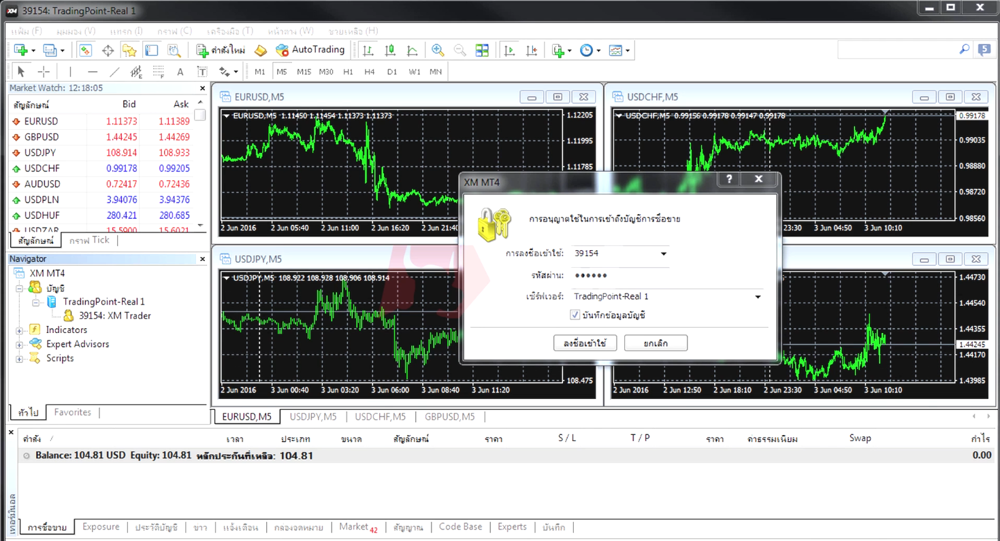 XM 39154: TradingPoint-Real 1
แฟ้ม (F) มุมมอง (V) แทรก (I) กราฟ (C) เครื่องมือ (T) หน้าต่าง (W) ช่วยเหลือ (H)
คำสั่งใหม่ AutoTrading 5
E F A T M1 M5 M15 M30 H1 H4 D1 W1 MN
Market Watch: 12:18:05
สัญลักษณ์ Bid Ask
EURUSD 1.11373 1.11389
GBPUSD 1.44245 1.44269
USDJPY 108.914 108.933
USDCHF 0.99178 0.99205
AUDUSD 0.72417 0.72436
USDPLN 3.94076 3.94376
USDHUF 280.421 280.685
USDZAR 15.5900 15.6021
สัญลักษณ์ กราฟ Tick
Navigator
XM MT4
บัญชี
TradingPoint-Real 1
39154: XM Trader
Indicators
Expert Advisors
Scripts
ทั่วไป Favorites
EURUSD,M5
EURUSD,M5 1.11450 1.11454 1.11373 1.11373
1.12205
1.11995
1.11785
2 Jun 2016 2 Jun 05:40 2 Jun 11:00 2 Jun 16:20 2 Jun 21:40
USDCHF,M5
USDCHF,M5 0.99156 0.99178 0.99147 0.99178
0.99178
0.99035
0.98880
0.98720
0.98560
23:30 3 Jun 04:50 3 Jun 10:10
USDJPY,M5
USDJPY,M5 108.922 108.928 108.906 108.914
108.475
2 Jun 2016 3 Jun 00:40 3 Jun 03:20 3 Jun 06:00 3 Jun 08:40 3 Jun 11:20
1.44730
1.44540
1.44355
1.44245
1.44170
1.43985
2 Jun 2016 2 Jun 12:50 2 Jun 18:10 2 Jun 23:30 3 Jun 04:50 3 Jun 10:10
XM MT4 ?
การอนุญาตใช้ในการเข้าถึงบัญชีการซื้อขาย
การลงชื่อเข้าใช้: 39154
รหัสผ่าน: ••••••
เซิร์ฟเวอร์: TradingPoint-Real 1
บันทึกข้อมูลบัญชี
ลงชื่อเข้าใช้ ยกเลิก
EURUSD,M5 USDJPY,M5 USDCHF,M5 GBPUSD,M5
คำสั่ง / เวลา ประเภท ขนาด สัญลักษณ์ ราคา S / L T / P ราคา ค่าธรรมเนียม Swap กำไร
Balance: 104.81 USD Equity: 104.81 หลักประกันที่เหลือ: 104.81 0.00
เทอร์มินอล
การซื้อขาย Exposure ประวัติบัญชี ข่าว แจ้งเตือน กล่องจดหมาย Market 42 สัญญาณ Code Base Experts บันทึก